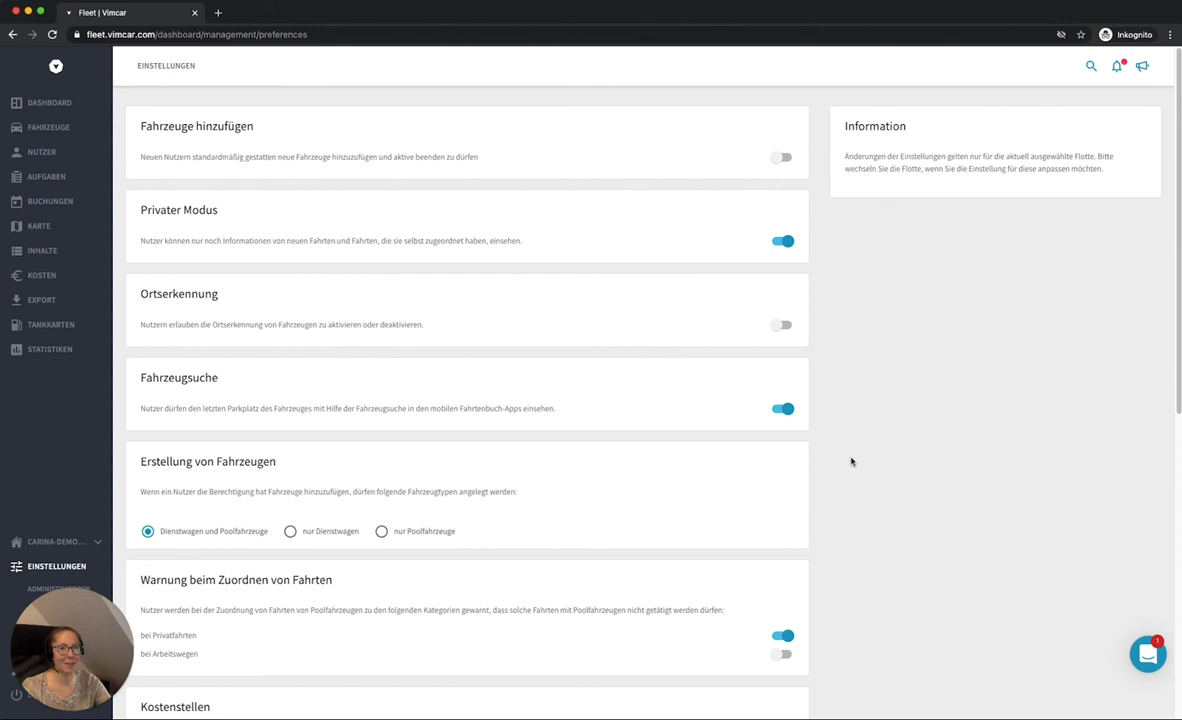 Fleet | Vimcar
fleet.vimcar.com/dashboard/management/preferences
Inkognito
EINSTELLUNGEN
DASHBOARD
FAHRZEUGE
NUTZER
AUFGABEN
BUCHUNGEN
KARTE
INHALTE
KOSTEN
EXPORT
TANKKARTEN
STATISTIKEN
CARINA-DEMO...
EINSTELLUNGEN
Fahrzeuge hinzufügen
Neuen Nutzern standardmäßig gestatten neue Fahrzeuge hinzuzufügen und aktive beenden zu dürfen
Privater Modus
Nutzer können nur noch Informationen von neuen Fahrten und Fahrten, die sie selbst zugeordnet haben, einsehen.
Ortserkennung
Nutzern erlauben die Ortserkennung von Fahrzeugen zu aktivieren oder deaktivieren.
Fahrzeugsuche
Nutzer dürfen den letzten Parkplatz des Fahrzeuges mit Hilfe der Fahrzeugsuche in den mobilen Fahrtenbuch-Apps einsehen.
Erstellung von Fahrzeugen
Wenn ein Nutzer die Berechtigung hat Fahrzeuge hinzuzufügen, dürfen folgende Fahrzeugtypen angelegt werden:
Dienstwagen und Poolfahrzeuge nur Dienstwagen nur Poolfahrzeuge
Warnung beim Zuordnen von Fahrten
Nutzer werden bei der Zuordnung von Fahrten von Poolfahrzeugen zu den folgenden Kategorien gewarnt, dass solche Fahrten mit Poolfahrzeugen nicht getätigt werden dürfen:
bei Privatfahrten
bei Arbeitswegen
Kostenstellen
Information
Änderungen der Einstellungen gelten nur für die aktuell ausgewählte Flotte. Bitte
wechseln Sie die Flotte, wenn Sie die Einstellung für diese anpassen möchten.
1